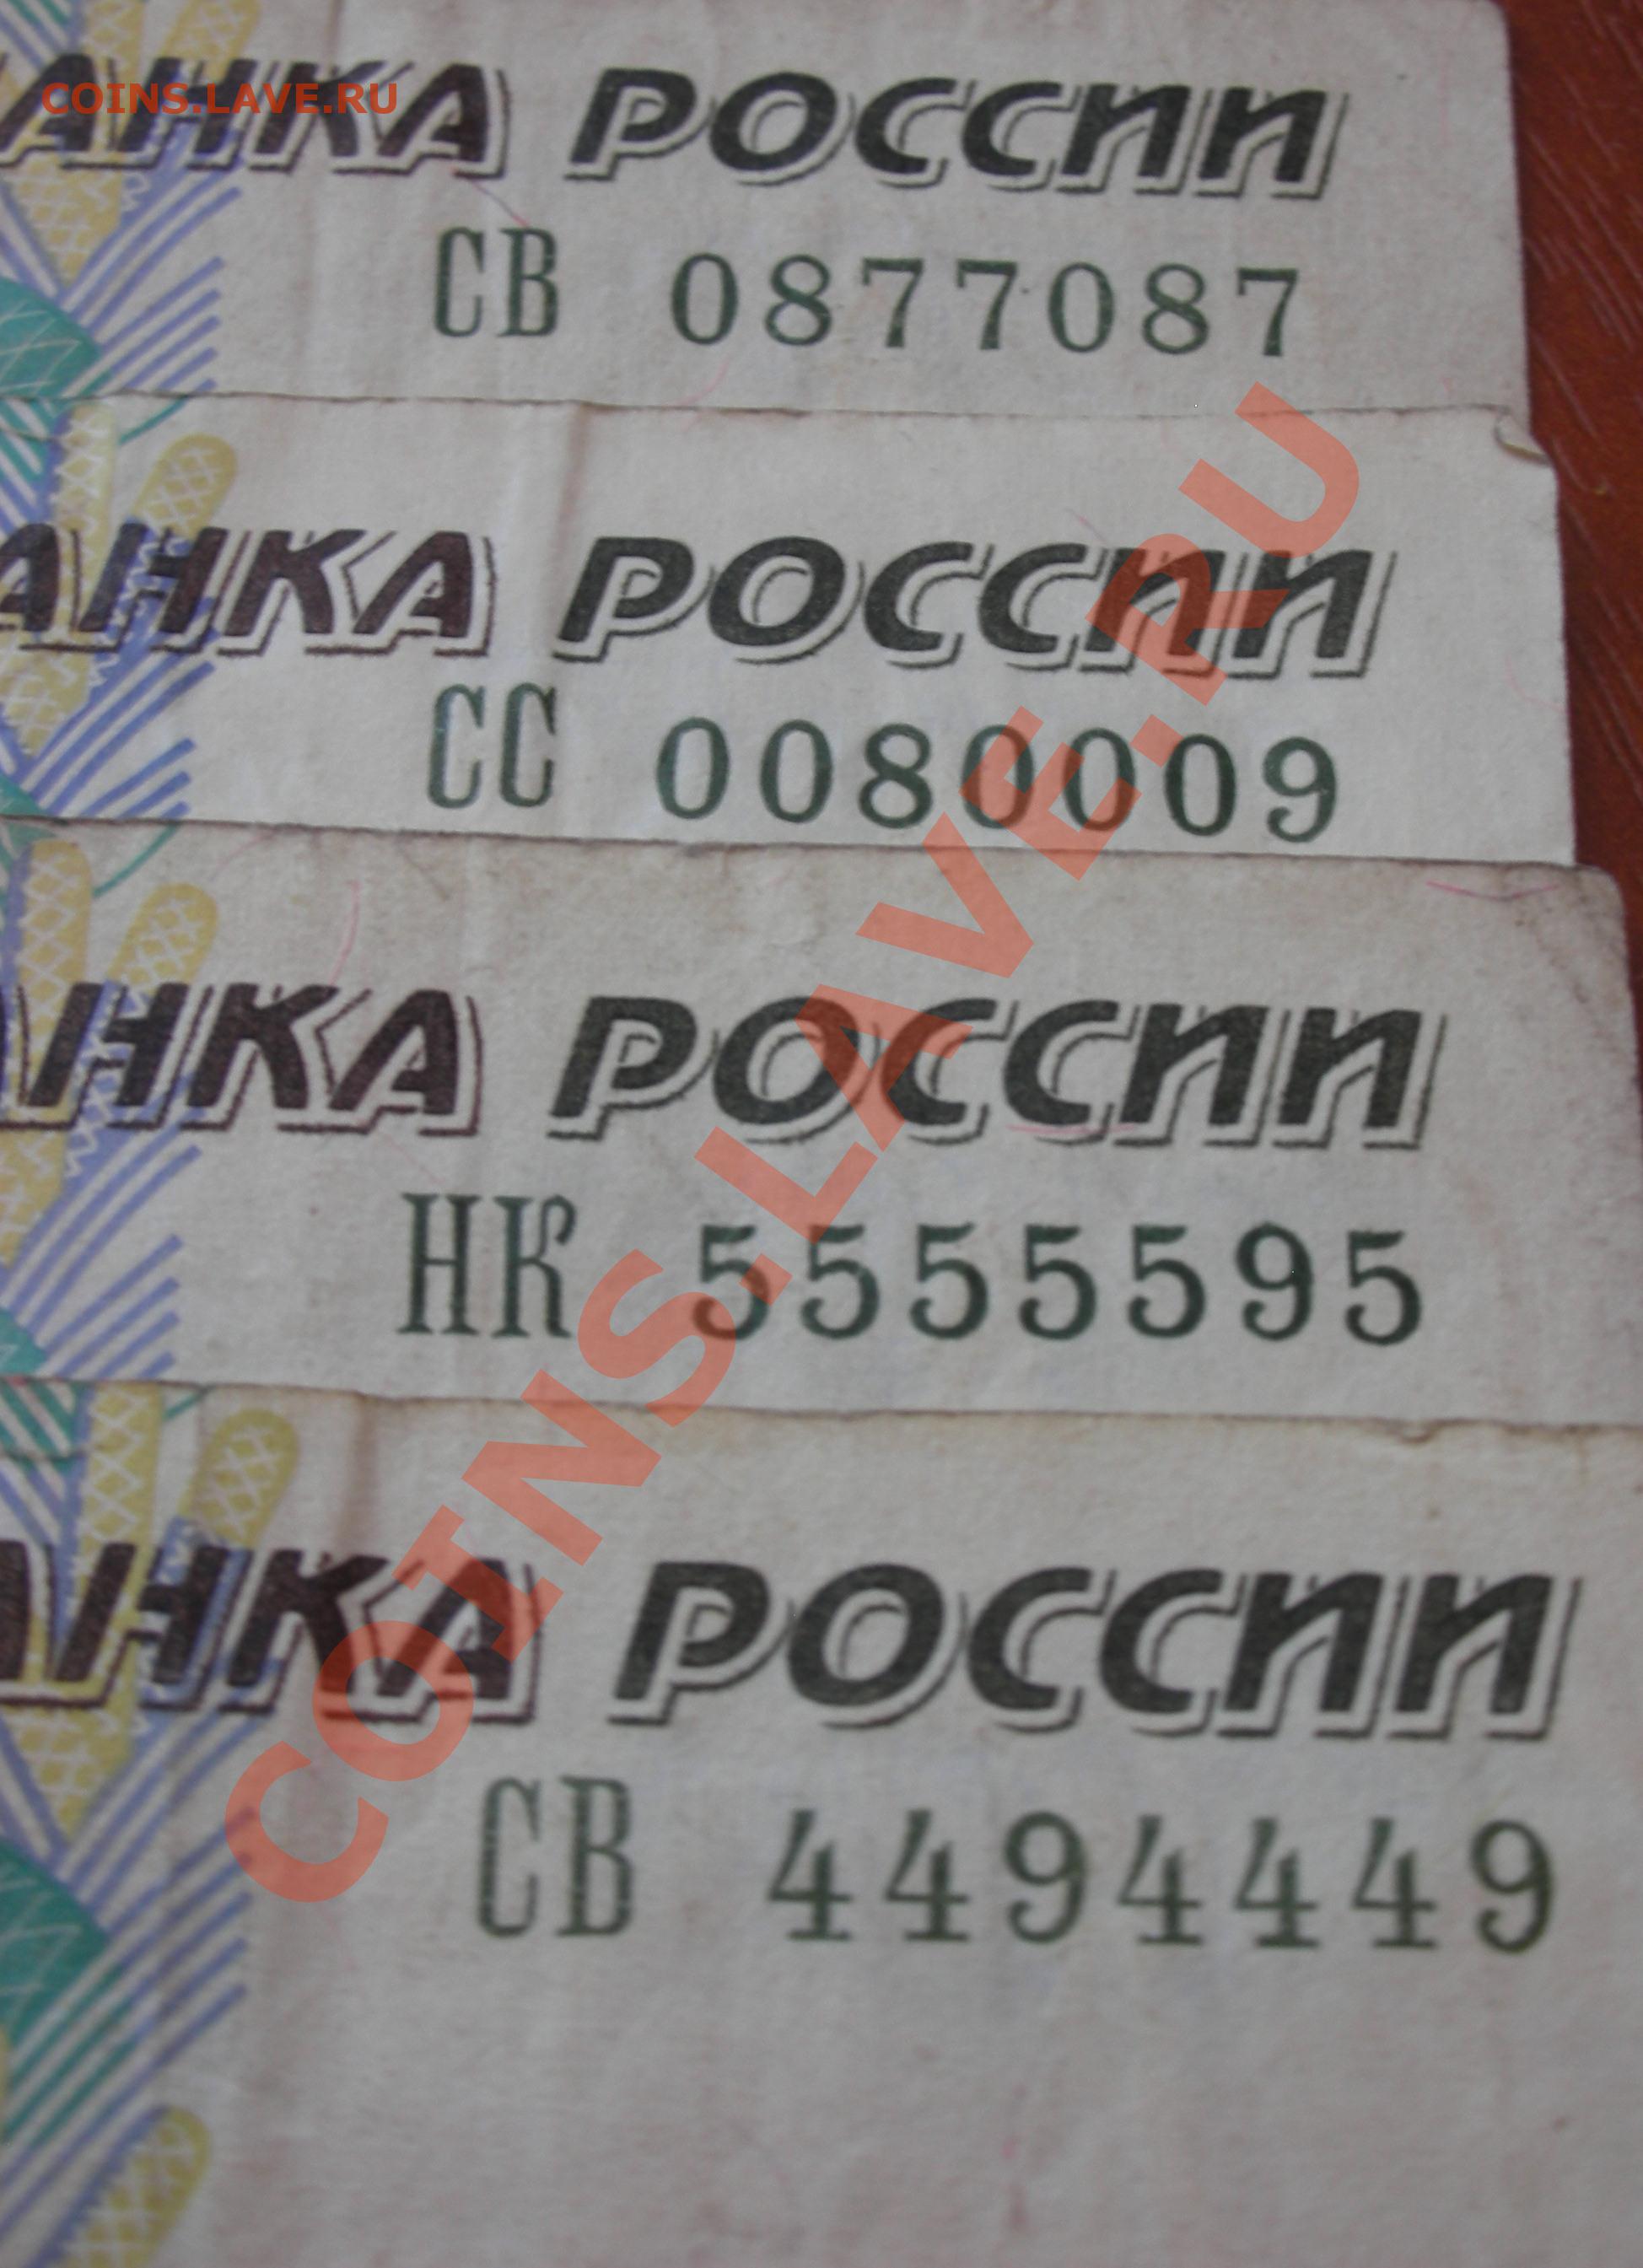 COINS.LAVE.RU
АНКА РОССИИ
СВ 0877087
АНКА РОССИИ
СС 0080009
АНКА РОССИИ
НК 5555595
АНКА РОССИИ
СВ 4494449
COINS.LAVE.RU